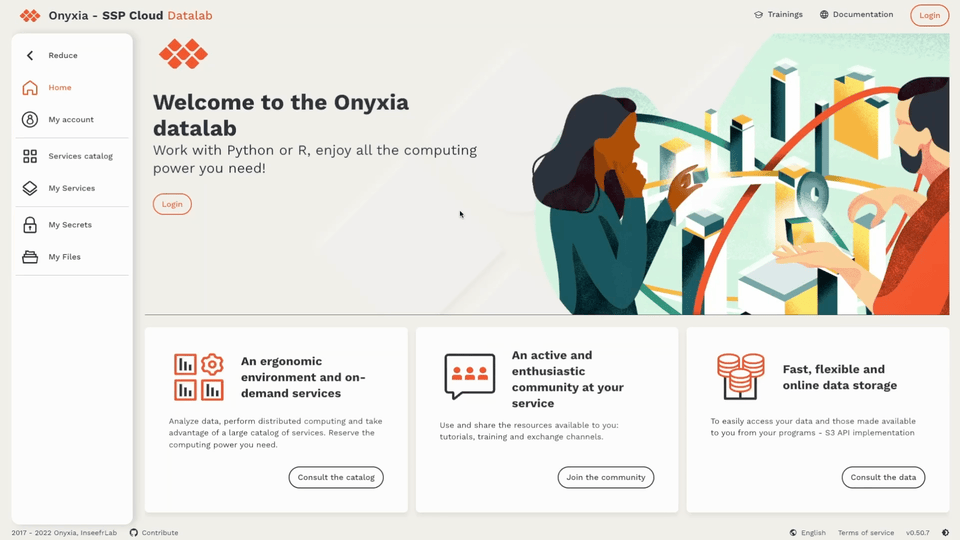 Onyxia - SSP Cloud Datalab
Trainings
Documentation
Login
Reduce
Home
My account
Services catalog
My Services
My Secrets
My Files
Welcome to the Onyxia
datalab
Work with Python or R, enjoy all the computing
power you need!
Login
An ergonomic
environment and on-
demand services
Analyze data, perform distributed computing and take
advantage of a large catalog of services. Reserve the
computing power you need.
Consult the catalog
An active and
enthusiastic
community at your
service
Use and share the resources available to you:
tutorials, training and exchange channels.
Join the community
Fast, flexible and
online data storage
To easily access your data and those made available
to you from your programs - S3 API implementation
Consult the data
2017 - 2022 Onyxia, InseeFrLab
Contribute
English
Terms of service
v0.50.7